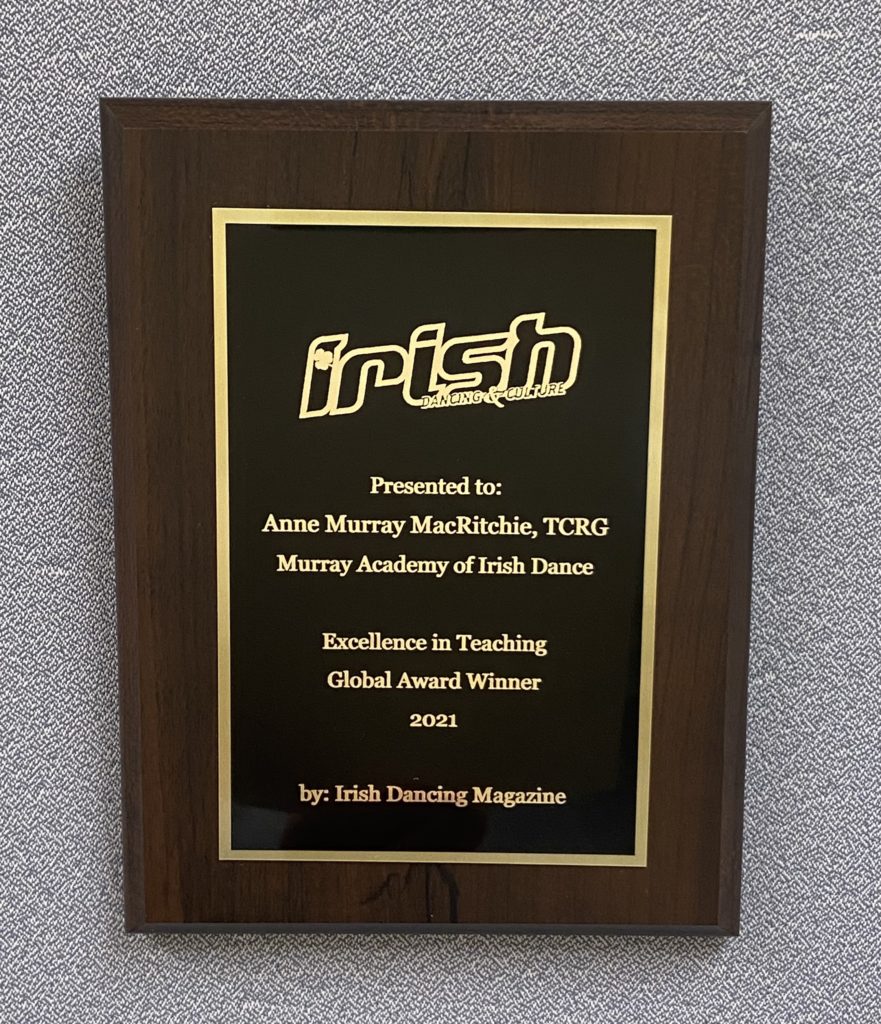 irish
DANCING & CULTURE
Presented to:
Anne Murray MacRitchie, TCRG
Murray Academy of Irish Dance
Excellence in Teaching
Global Award Winner
2021
by: Irish Dancing Magazine